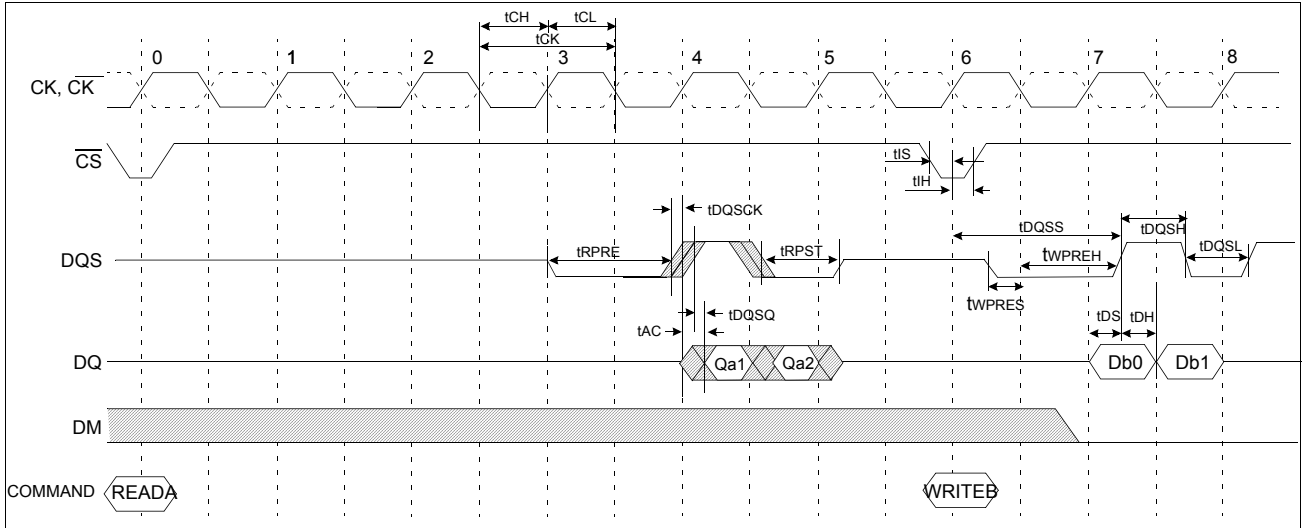 tCH tCL
tCK
0 1 2 3 4 5 6 7 8
CK, CK
CS
tIS
tIH
tDQSCK
tDQSS
tDQSH
tRPRE
tRPST
tDQSL
DQS
tWPREH
tWPRES
tDQSQ
tAC
tDS tDH
DQ
Qa1 Qa2 Db0 Db1
DM
COMMAND READA WRITEB